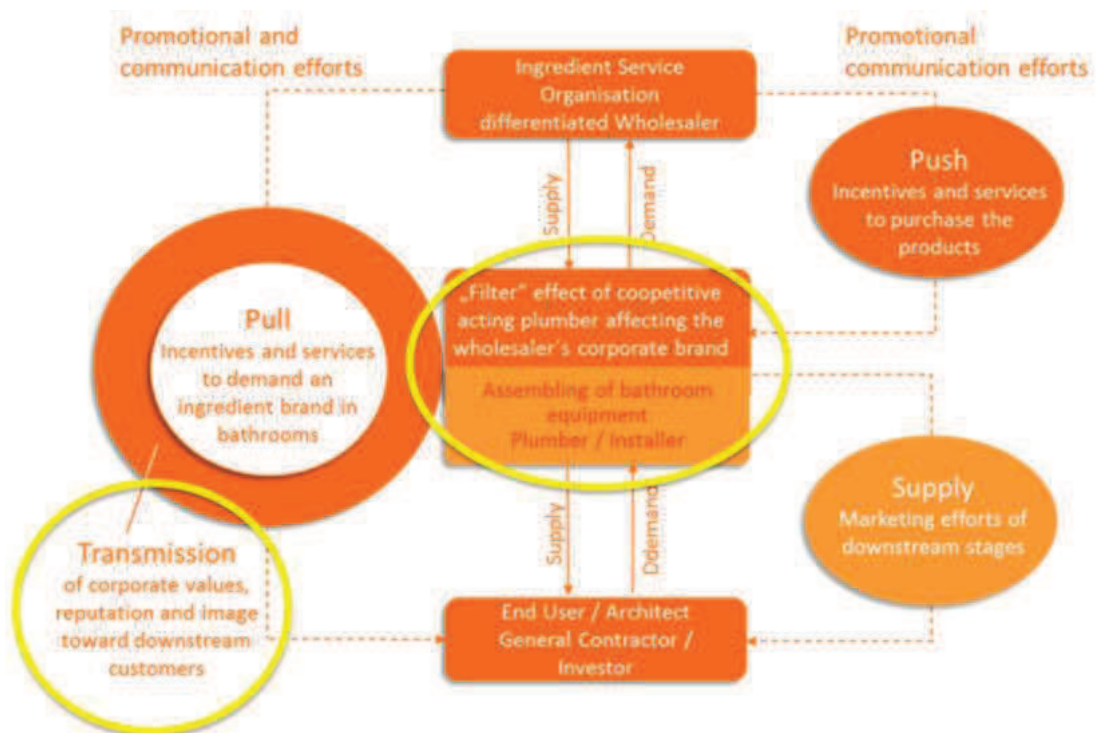 Promotional and
communication efforts
Promotional
communication efforts
Ingredient Service
Organisation
differentiated Wholesaler
Push
Incentives and services
to purchase the
products
Supply
Demand
„Filter" effect of coopetitive
acting plumber affecting the
wholesaler´s corporate brand
Pull
Incentives and services
to demand an
ingredient brand in
bathrooms
Assembling of bathroom
equipment
Plumber / Installer
Supply
Marketing efforts of
downstream stages
Supply
Ddemand
Transmission
of corporate values,
reputation and image
toward downstream
customers
End User / Architect
General Contractor /
Investor